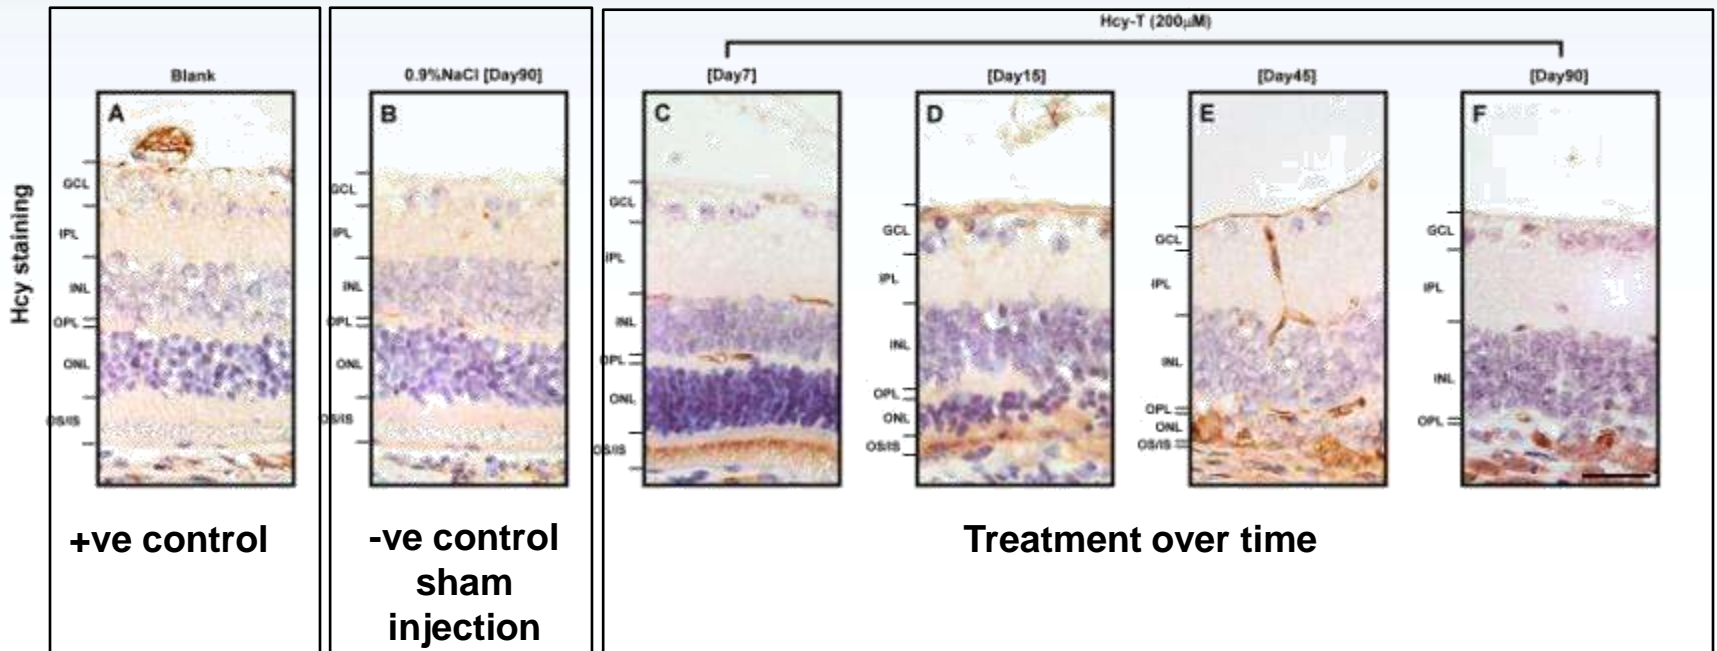 Hcy-T (200µM)
Blank
0.9%NaCl [Day90]
[Day7]
[Day15]
[Day45]
[Day90]
Hcy staining
A
GCL
IPL
INL
OPL
ONL
OS/IS
B
GCL
IPL
INL
OPL
ONL
OS/IS
C
GCL
IPL
INL
OPL
ONL
OS/IS
D
GCL
IPL
INL
OPL
ONL
OS/IS
E
GCL
IPL
INL
OPL
ONL
OS/IS
F
GCL
IPL
INL
OPL
+ve control
-ve control
sham
injection
Treatment over time